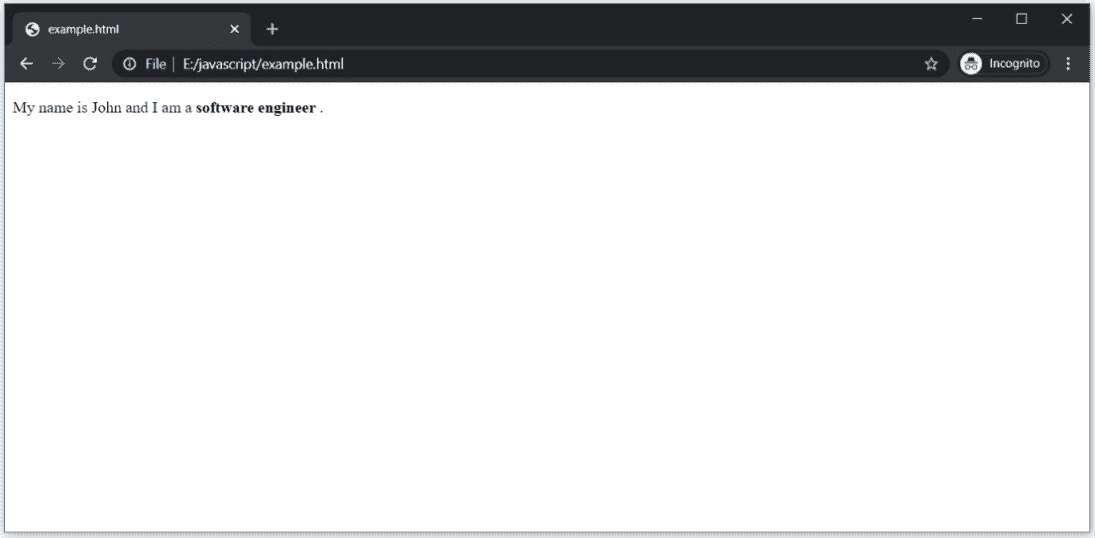 example.html
File | E:/javascript/example.html
Incognito
My name is John and I am a software engineer .